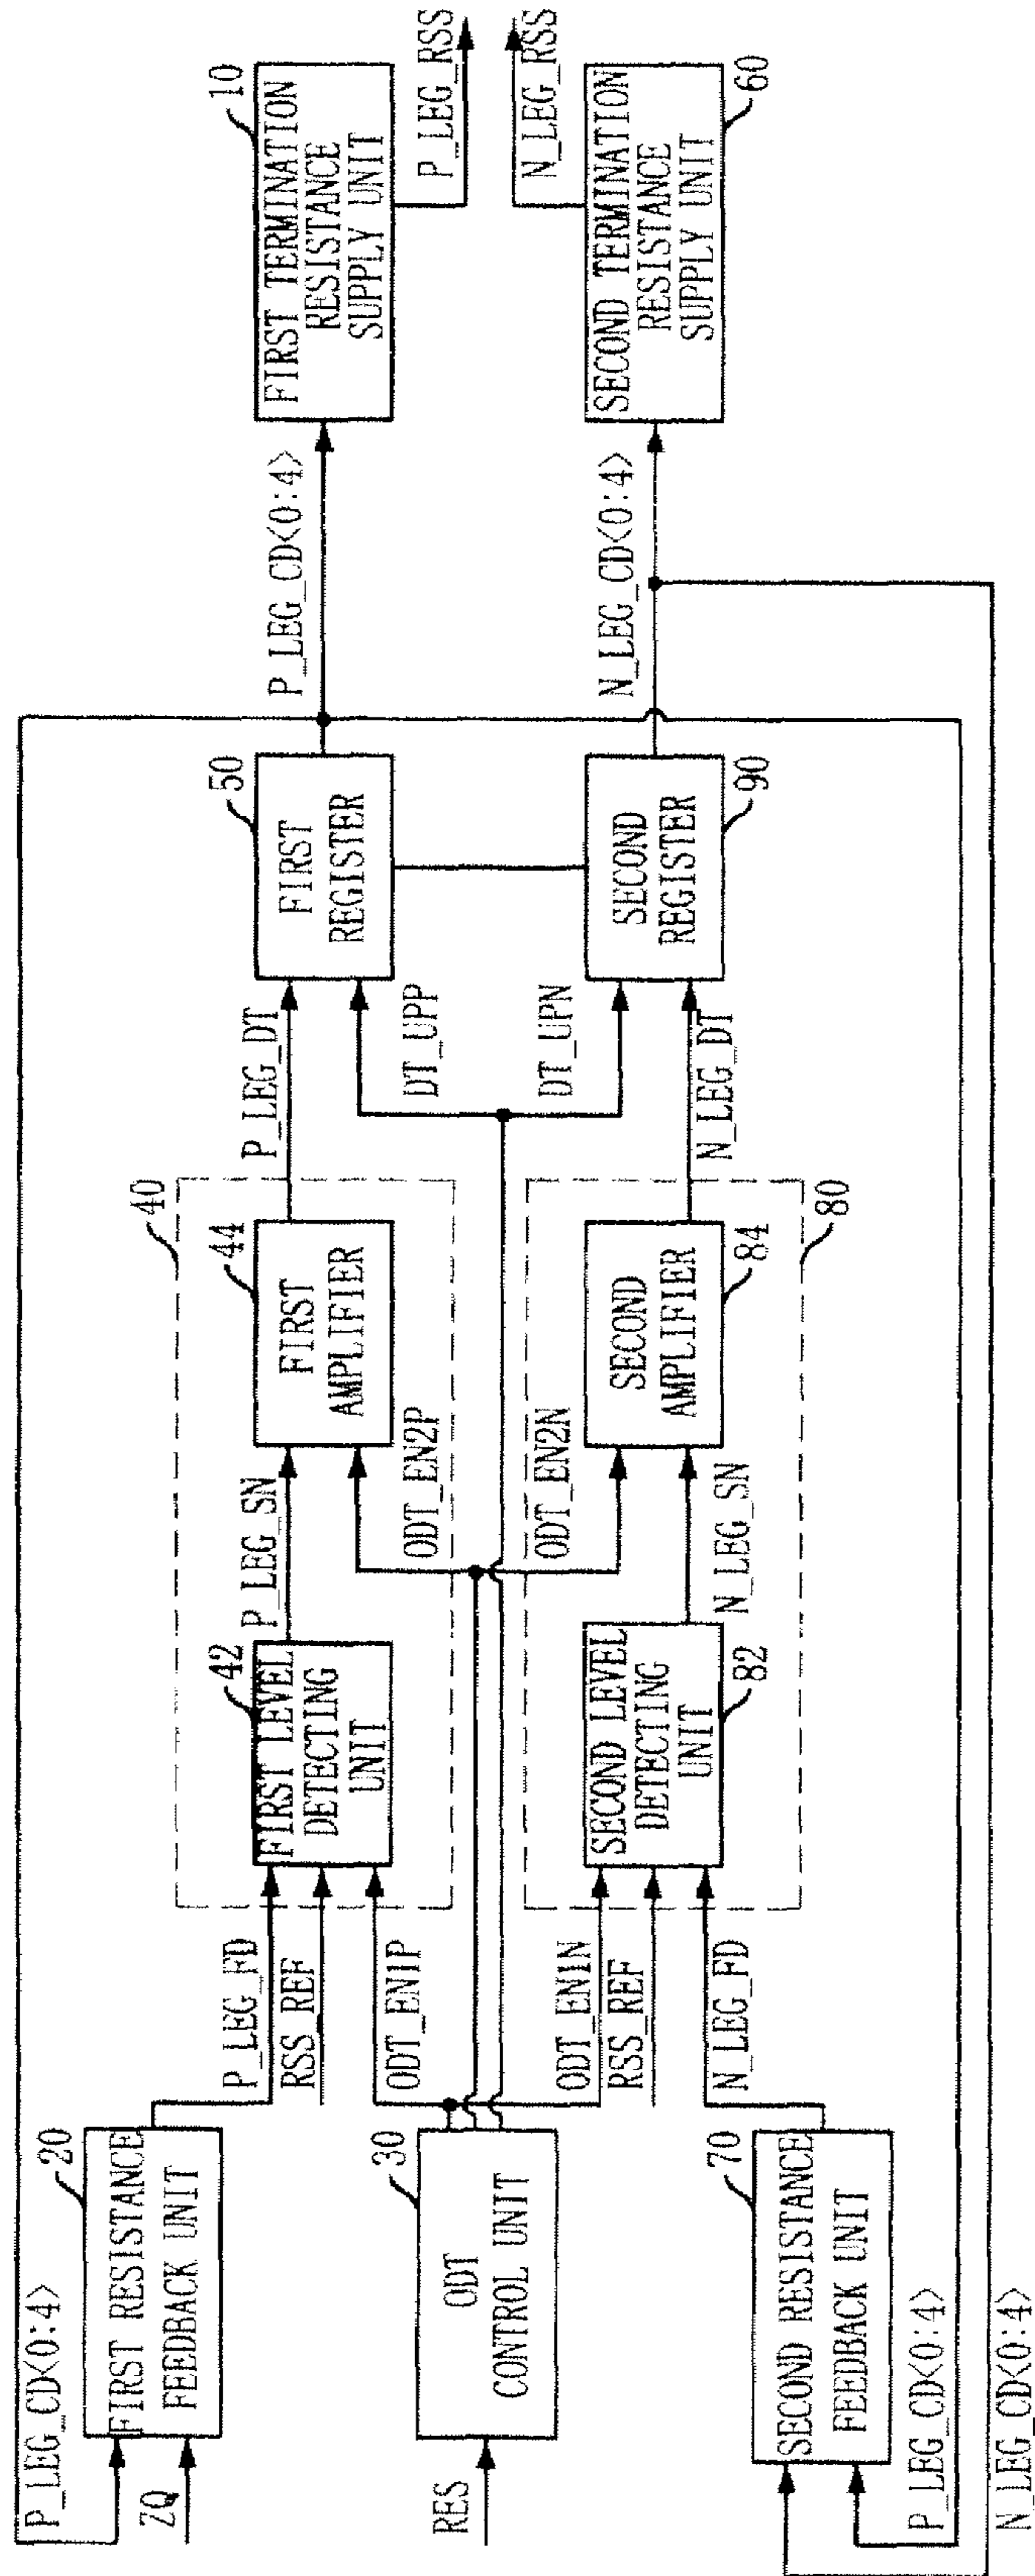 P_LEG_CD<0:4>
ZQ
20
FIRST RESISTANCE
FEEDBACK UNIT
P_LEG_FD
RSS_REF
ODT_EN1P
40
42
FIRST LEVEL
DETECTING
UNIT
P_LEG_SN
ODT_EN2P
44
FIRST
AMPLIFIER
P_LEG_DT
DT_UPP
50
FIRST
REGISTER
P_LEG_CD<0:4>
10
FIRST TERMINATION
RESISTANCE
SUPPLY UNIT
P_LEG_RSS
RES
30
ODT
CONTROL UNIT
70
SECOND RESISTANCE
FEEDBACK UNIT
P_LEG_CD<0:4>
N_LEG_CD<0:4>
ODT_EN1N
RSS_REF
N_LEG_FD
SECOND LEVEL
DETECTING
UNIT
82
ODT_EN2N
N_LEG_SN
SECOND
AMPLIFIER
84
80
DT_UPN
N_LEG_DT
SECOND
REGISTER
90
N_LEG_CD<0:4>
N_LEG_RSS
SECOND TERMINATION
RESISTANCE
SUPPLY UNIT
60